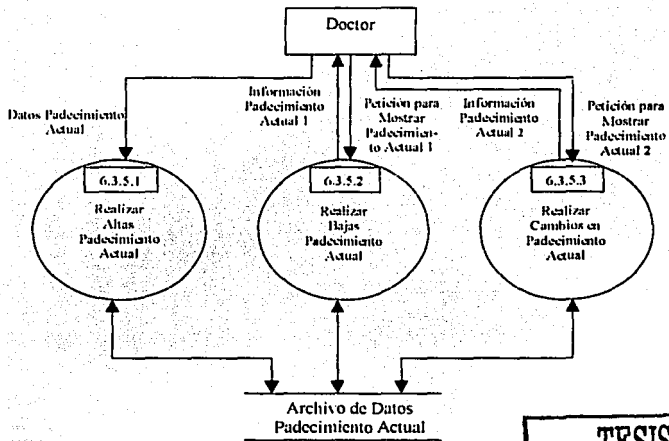 Doctor
Datos Padecimiento
Actual
Información
Padecimiento
Actual 1
Petición para
Mostrar
Padecimien-
to Actual 1
Información
Padecimiento
Actual 2
Petición para
Mostrar
Padecimiento
Actual 2
6.3.5.1
Realizar
Altas
Padecimiento
Actual
6.3.5.2
Realizar
Bajas
Padecimiento
Actual
6.3.5.3
Realizar
Cambios en
Padecimiento
Actual
Archivo de Datos
Padecimiento Actual
TESIS